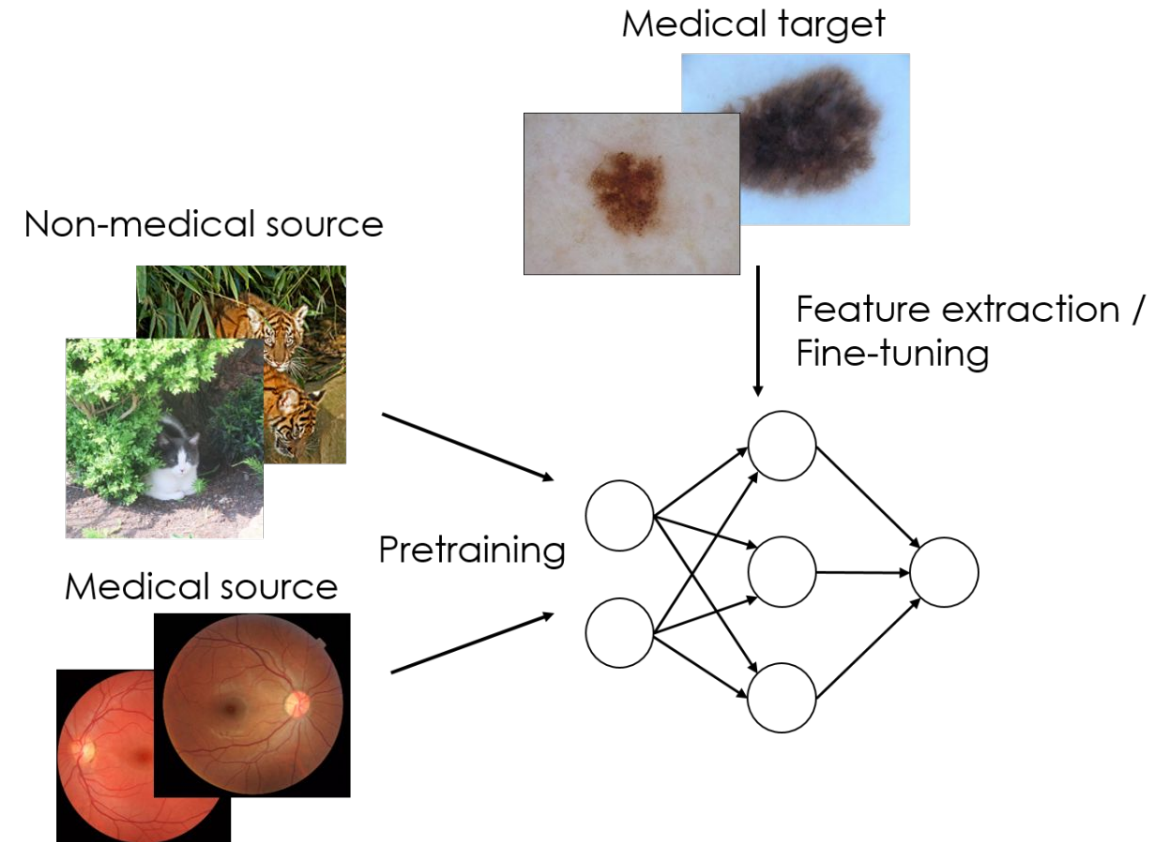 Medical target
Non-medical source
Feature extraction /
Fine-tuning
Pretraining
Medical source